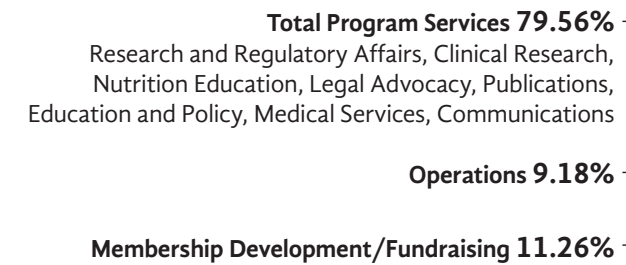 Total Program Services 79.56%
Research and Regulatory Affairs, Clinical Research,
Nutrition Education, Legal Advocacy, Publications,
Education and Policy, Medical Services, Communications
Operations 9.18%
Membership Development/Fundraising 11.26%